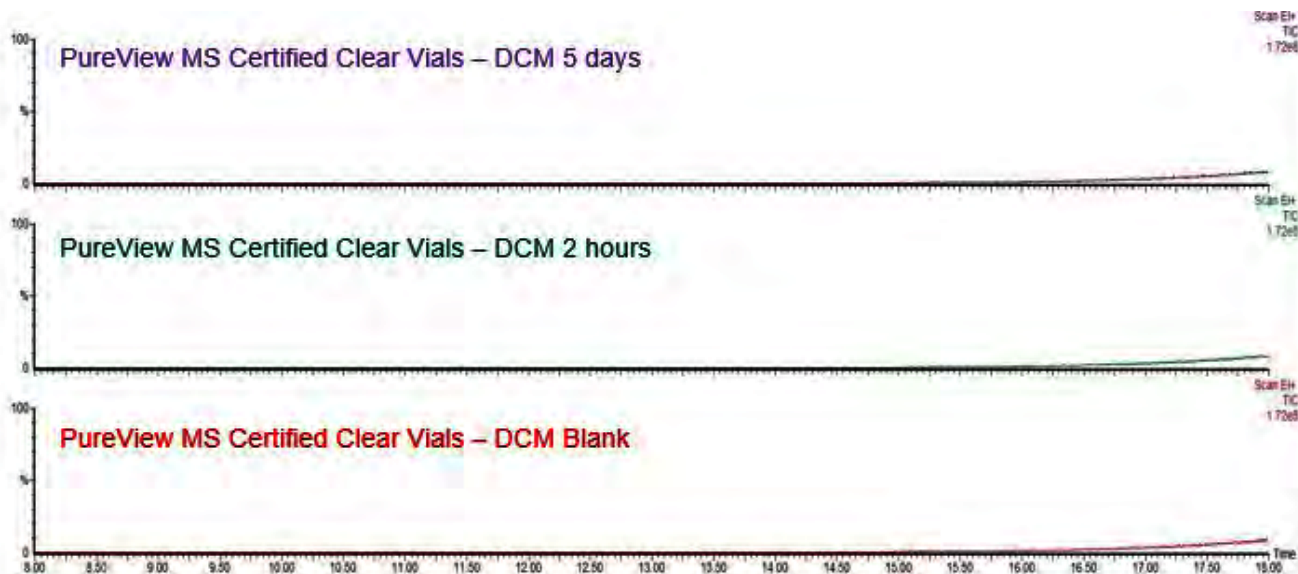 Scan EI+
TIC
1.72e8
100
PureView MS Certified Clear Vials – DCM 5 days
%
0
Scan EI+
TIC
1.72e8
100
PureView MS Certified Clear Vials – DCM 2 hours
%
0
Scan EI+
TIC
1.72e8
100
PureView MS Certified Clear Vials – DCM Blank
%
0
Time
8.00 8.50 9.00 9.50 10.00 10.50 11.00 11.50 12.00 12.50 13.00 13.50 14.00 14.50 15.00 15.50 16.00 16.50 17.00 17.50 18.00